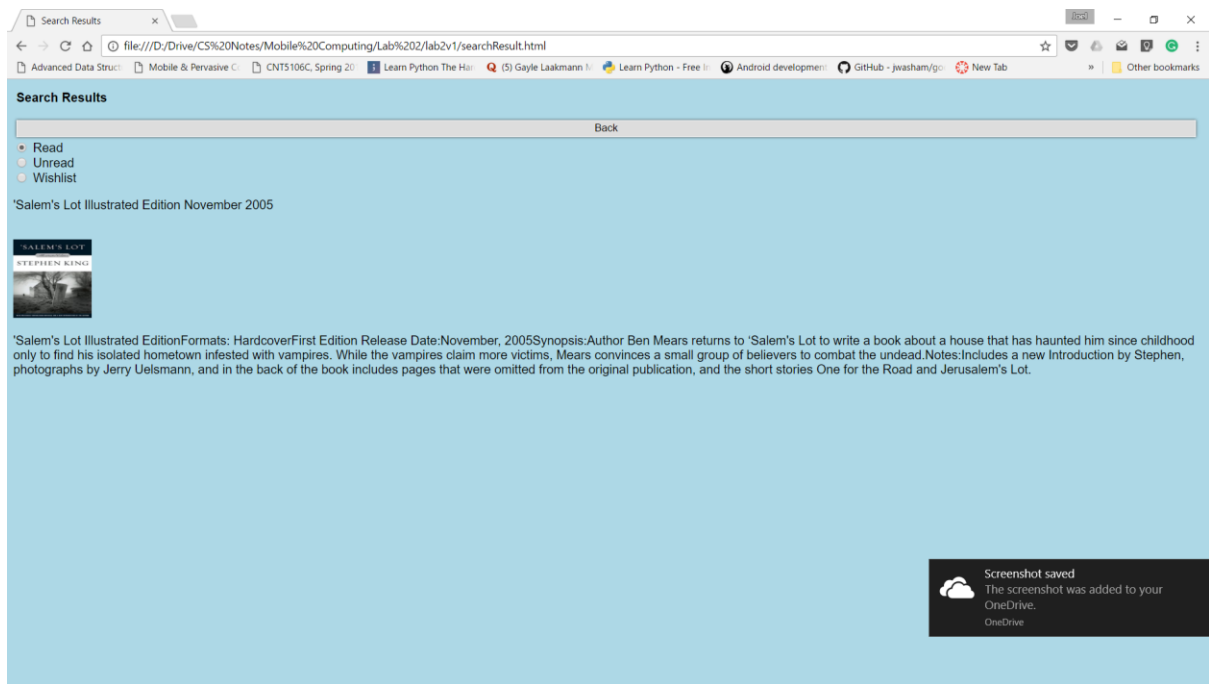 Search Results
file:///D:/Drive/CS%20Notes/Mobile%20Computing/Lab%202/lab2v1/searchResult.html
Advanced Data Struct Mobile & Pervasive C CNT5106C, Spring 20 Learn Python The Har (5) Gayle Laakmann M Learn Python - Free In Android development GitHub - jwasham/go New Tab » Other bookmarks
Search Results
Back
Read
Unread
Wishlist
'Salem's Lot Illustrated Edition November 2005
'SALEM'S LOT
STEPHEN KING
'Salem's Lot Illustrated EditionFormats: HardcoverFirst Edition Release Date:November, 2005Synopsis:Author Ben Mears returns to ‘Salem's Lot to write a book about a house that has haunted him since childhood
only to find his isolated hometown infested with vampires. While the vampires claim more victims, Mears convinces a small group of believers to combat the undead.Notes:Includes a new Introduction by Stephen,
photographs by Jerry Uelsmann, and in the back of the book includes pages that were omitted from the original publication, and the short stories One for the Road and Jerusalem's Lot.
Screenshot saved
The screenshot was added to your
OneDrive.
OneDrive